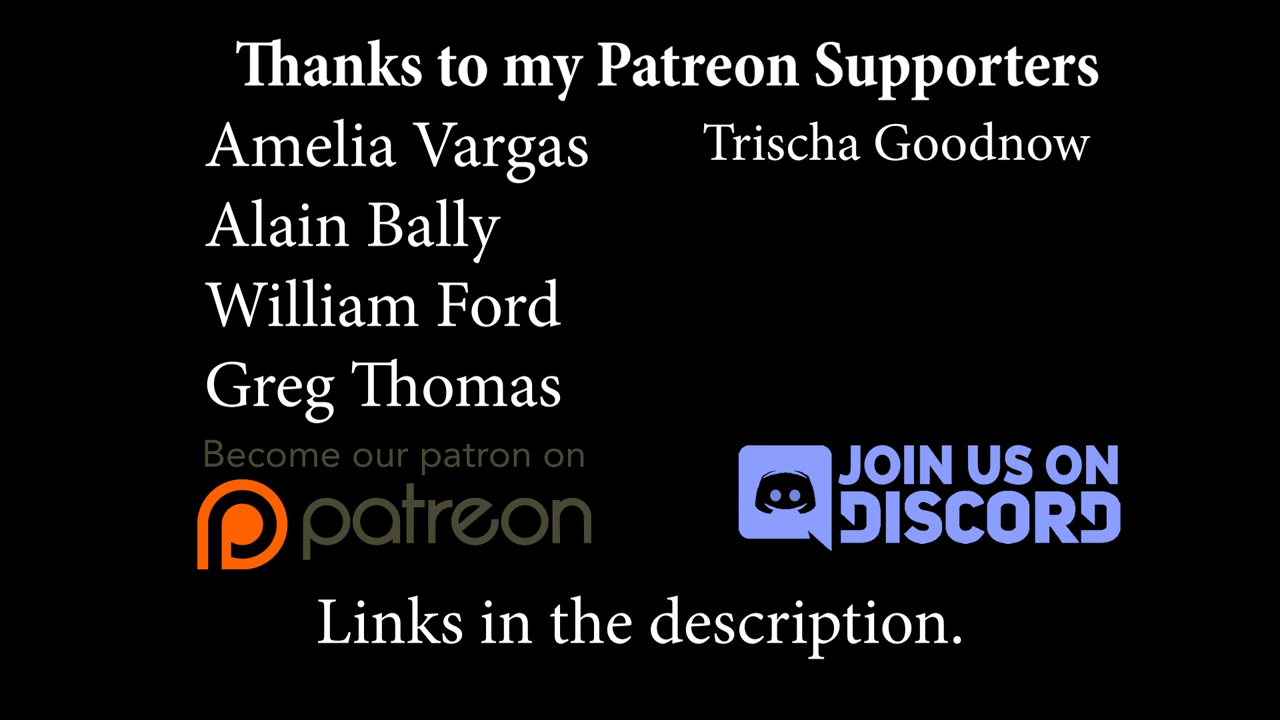 Thanks to my Patreon Supporters
Amelia Vargas
Trischa Goodnow
Alain Bally
William Ford
Greg Thomas
Become our patron on
patreon
JOIN US ON
DISCORD
Links in the description.